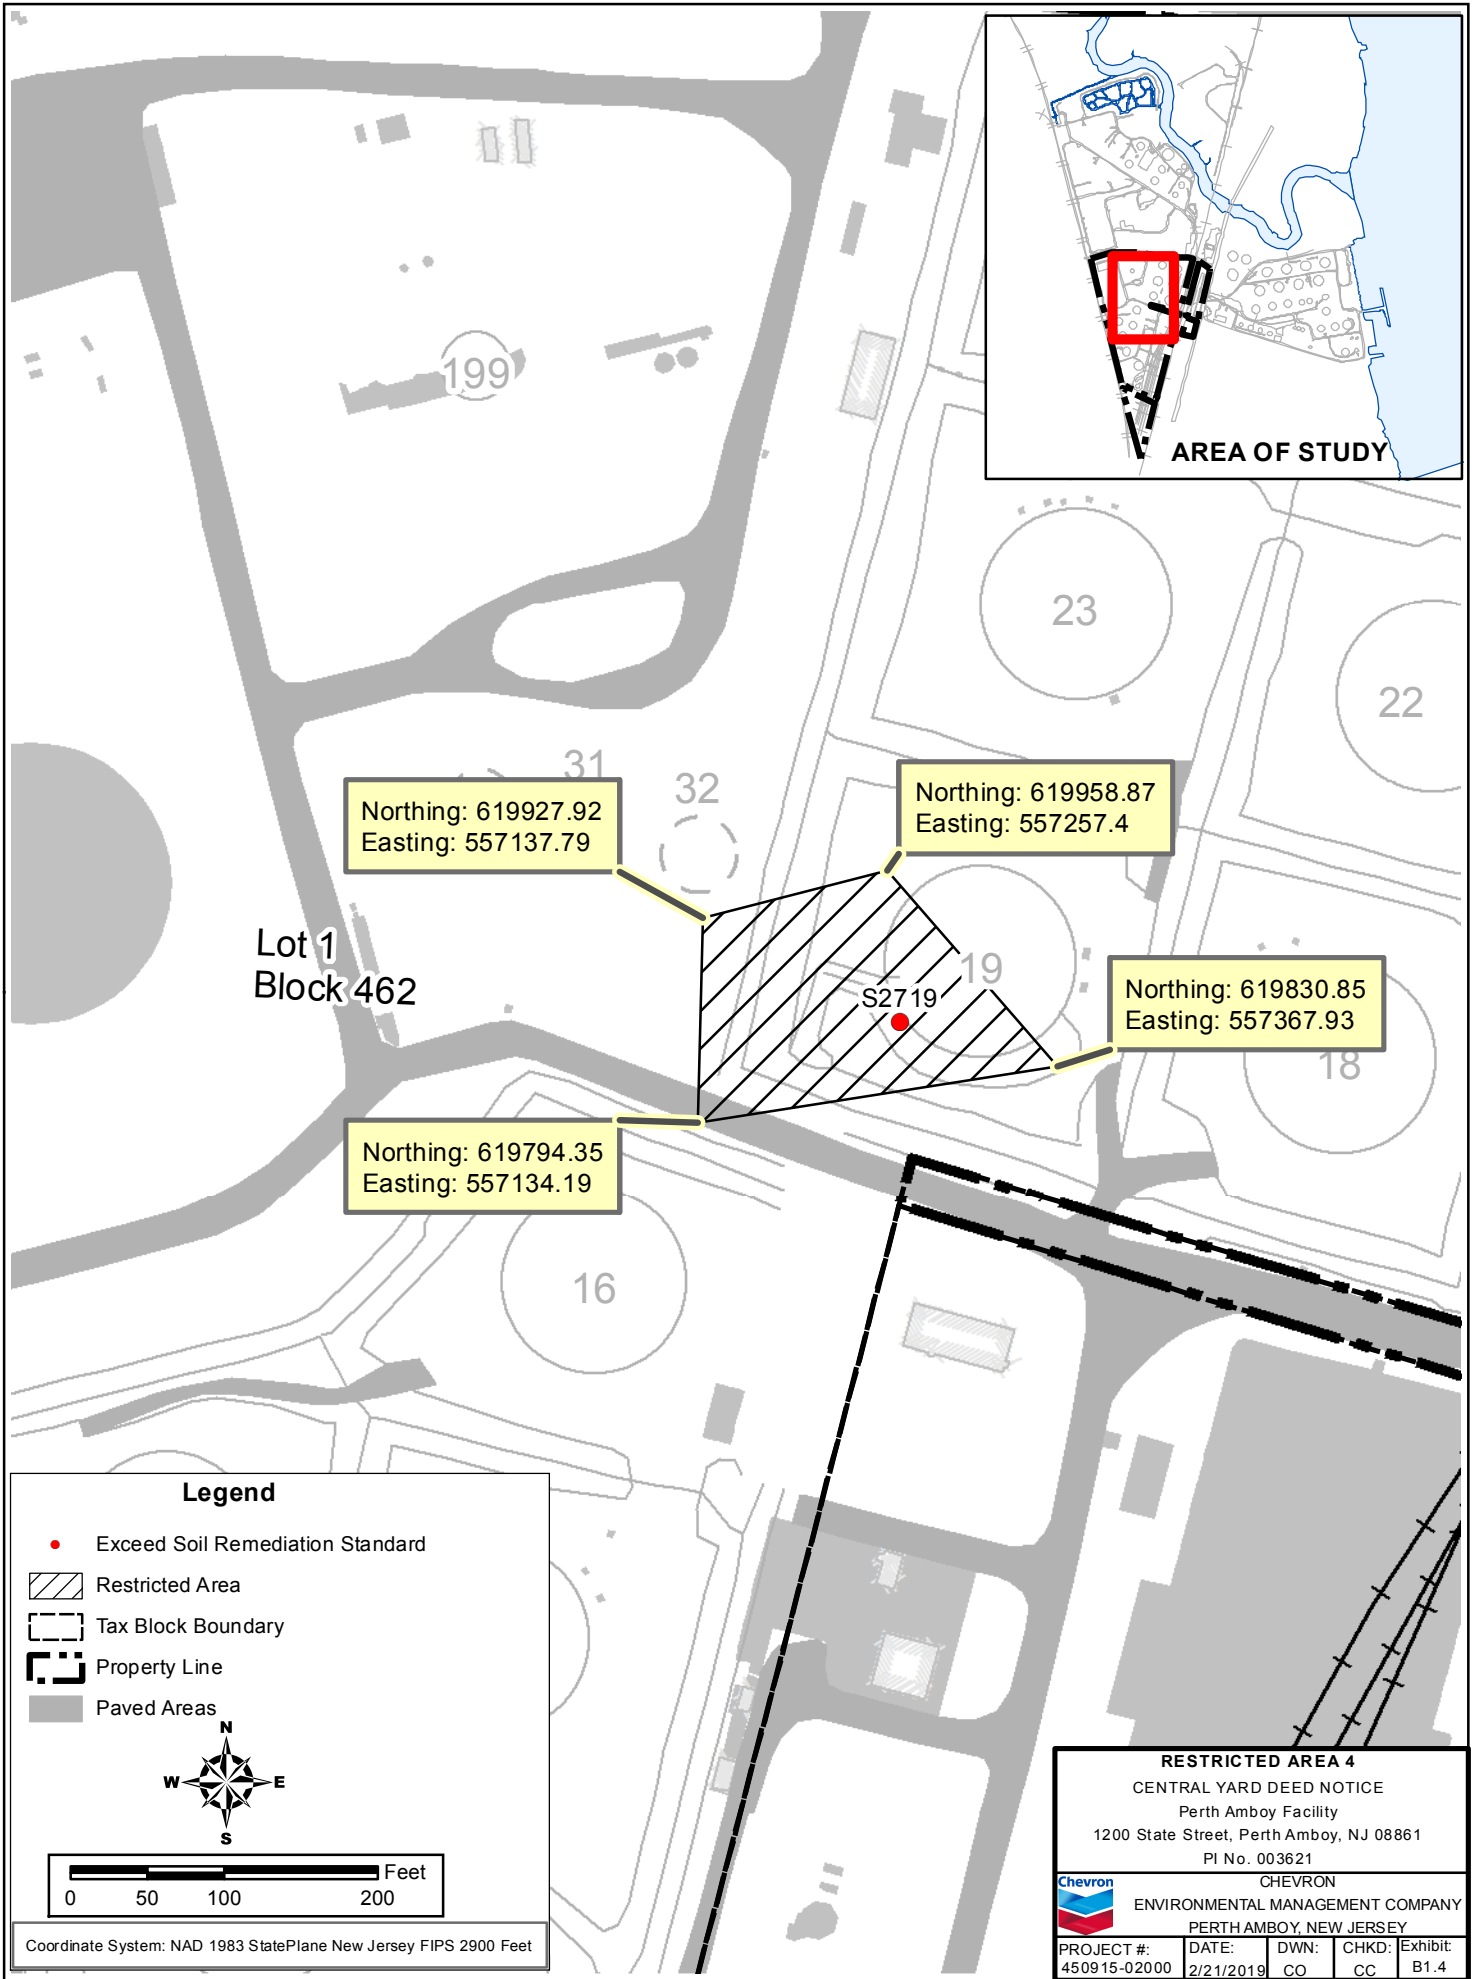 AREA OF STUDY
199
23
22
31
32
Northing: 619927.92
Easting: 557137.79
Northing: 619958.87
Easting: 557257.4
Lot 1
Block 462
19
S2719
Northing: 619830.85
Easting: 557367.93
18
Northing: 619794.35
Easting: 557134.19
16
Legend
Exceed Soil Remediation Standard
Restricted Area
Tax Block Boundary
Property Line
Paved Areas
N
W E
S
Feet
0 50 100 200
Coordinate System: NAD 1983 StatePlane New Jersey FIPS 2900 Feet
RESTRICTED AREA 4
CENTRAL YARD DEED NOTICE
Perth Amboy Facility
1200 State Street, Perth Amboy, NJ 08861
PI No. 003621
Chevron
CHEVRON
ENVIRONMENTAL MANAGEMENT COMPANY
PERTH AMBOY, NEW JERSEY
PROJECT #: 450915-02000
DATE: 2/21/2019
DWN: CO
CHKD: CC
Exhibit: B1.4